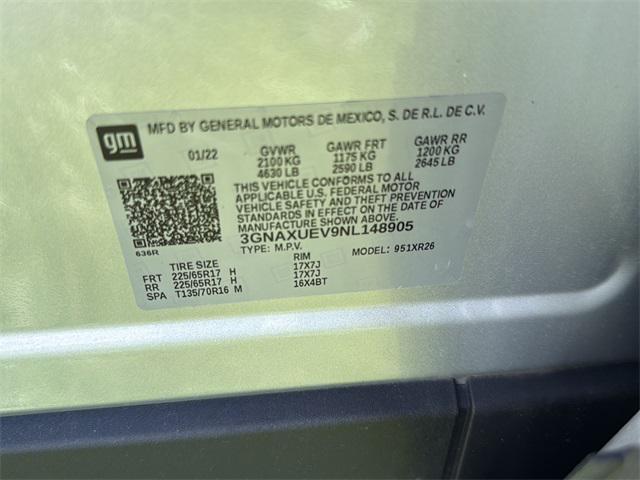 gm
MFD BY GENERAL MOTORS DE MEXICO, S. DE R.L. DE C.V.
01/22 GVWR GAWR FRT GAWR RR
2100 KG 1175 KG 1200 KG
4630 LB 2590 LB 2645 LB
THIS VEHICLE CONFORMS TO ALL
APPLICABLE U.S. FEDERAL MOTOR
VEHICLE SAFETY AND THEFT PREVENTION
STANDARDS IN EFFECT ON THE DATE OF
MANUFACTURE SHOWN ABOVE.
3GNAXUEV9NL148905
636R TYPE: M.P.V. MODEL: 951XR26
TIRE SIZE RIM
FRT 225/65R17 H 17X7J
RR 225/65R17 H 17X7J
SPA T135/70R16 M 16X4BT